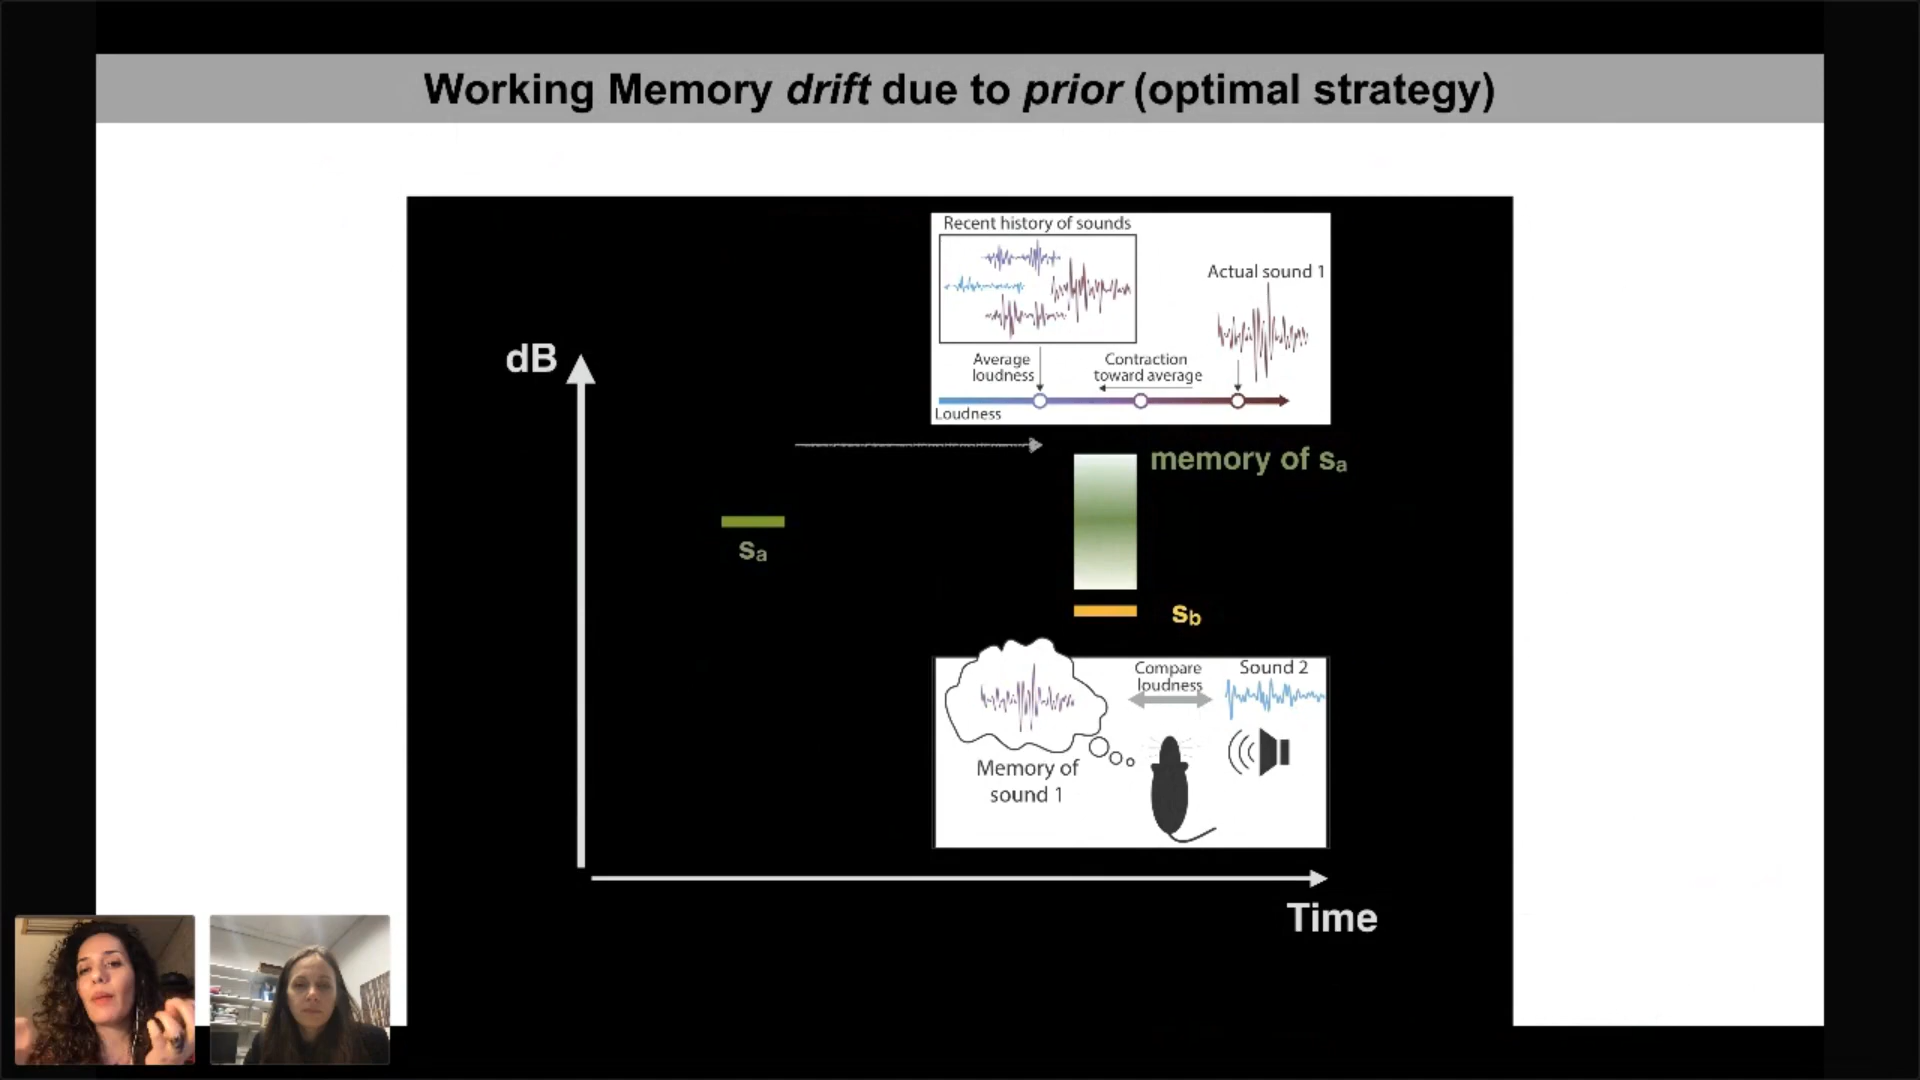 Working Memory drift due to prior (optimal strategy)
Recent history of sounds
Actual sound 1
Average
loudness
Contraction
toward average
Loudness
dB
memory of sa
sa
sb
Compare
loudness
Sound 2
Memory of
sound 1
Time